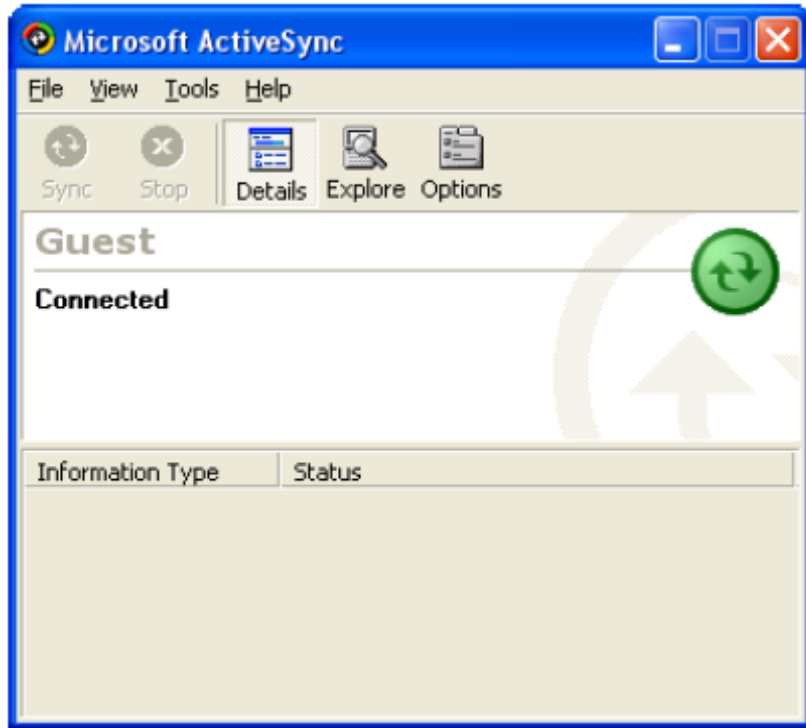 Microsoft ActiveSync
File View Tools Help
Sync Stop Details Explore Options
Guest
Connected
Information Type Status